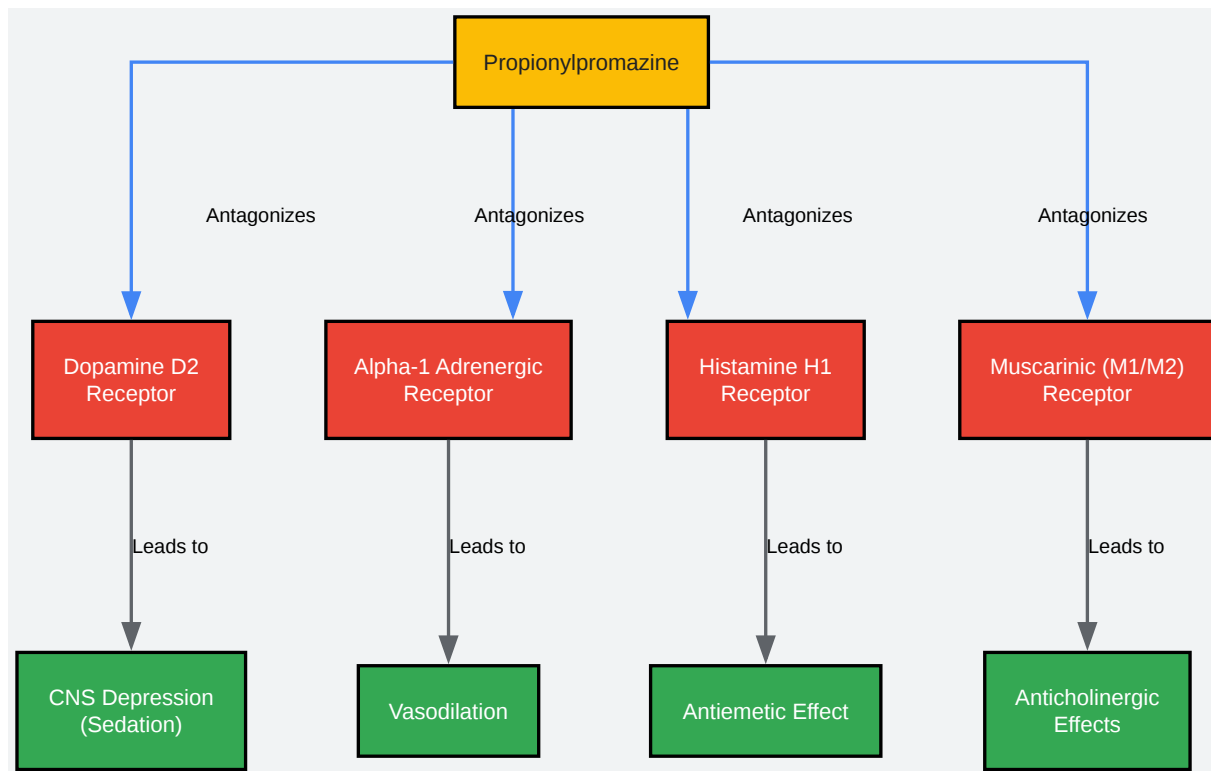 Propionylpromazine
Antagonizes
Antagonizes
Antagonizes
Antagonizes
Dopamine D2
Receptor
Alpha-1 Adrenergic
Receptor
Histamine H1
Receptor
Muscarinic (M1/M2)
Receptor
Leads to
Leads to
Leads to
Leads to
CNS Depression
(Sedation)
Vasodilation
Antiemetic Effect
Anticholinergic
Effects